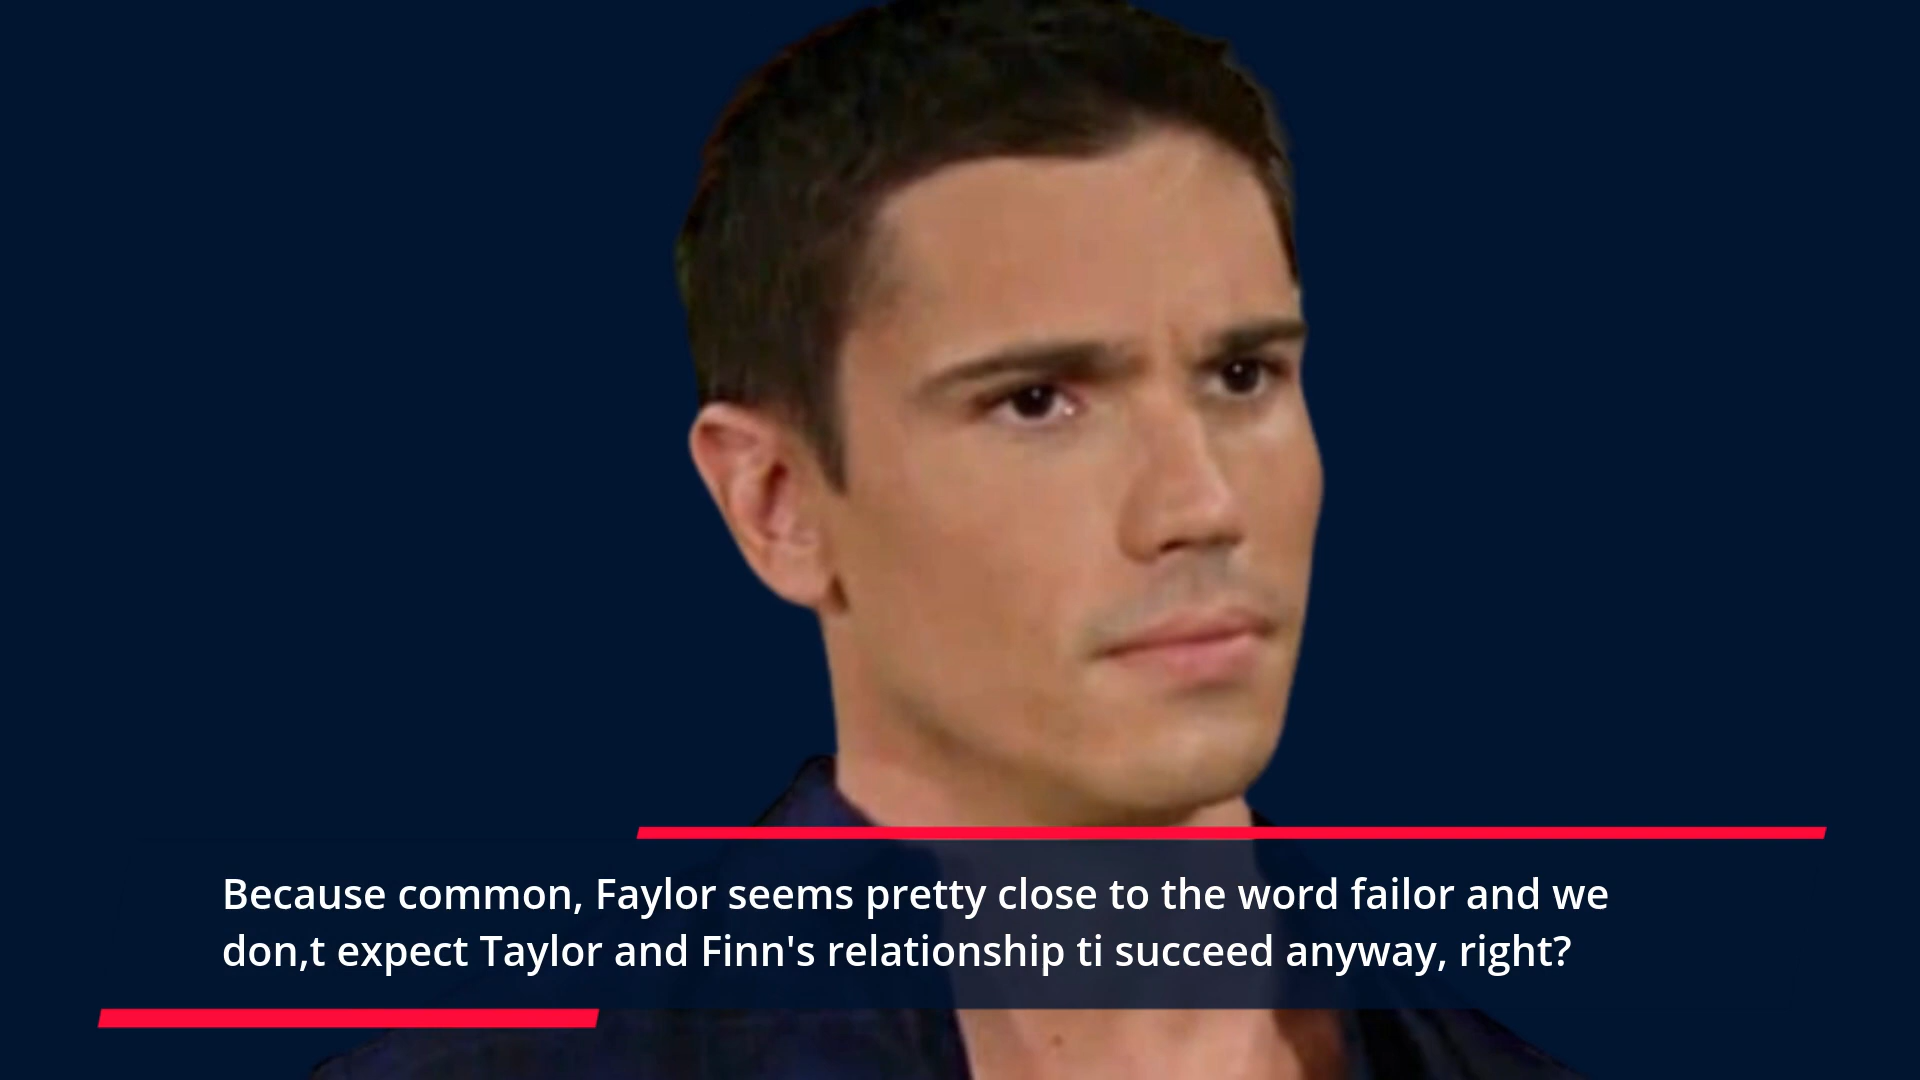 Because common, Faylor seems pretty close to the word failor and we
don,t expect Taylor and Finn's relationship ti succeed anyway, right?